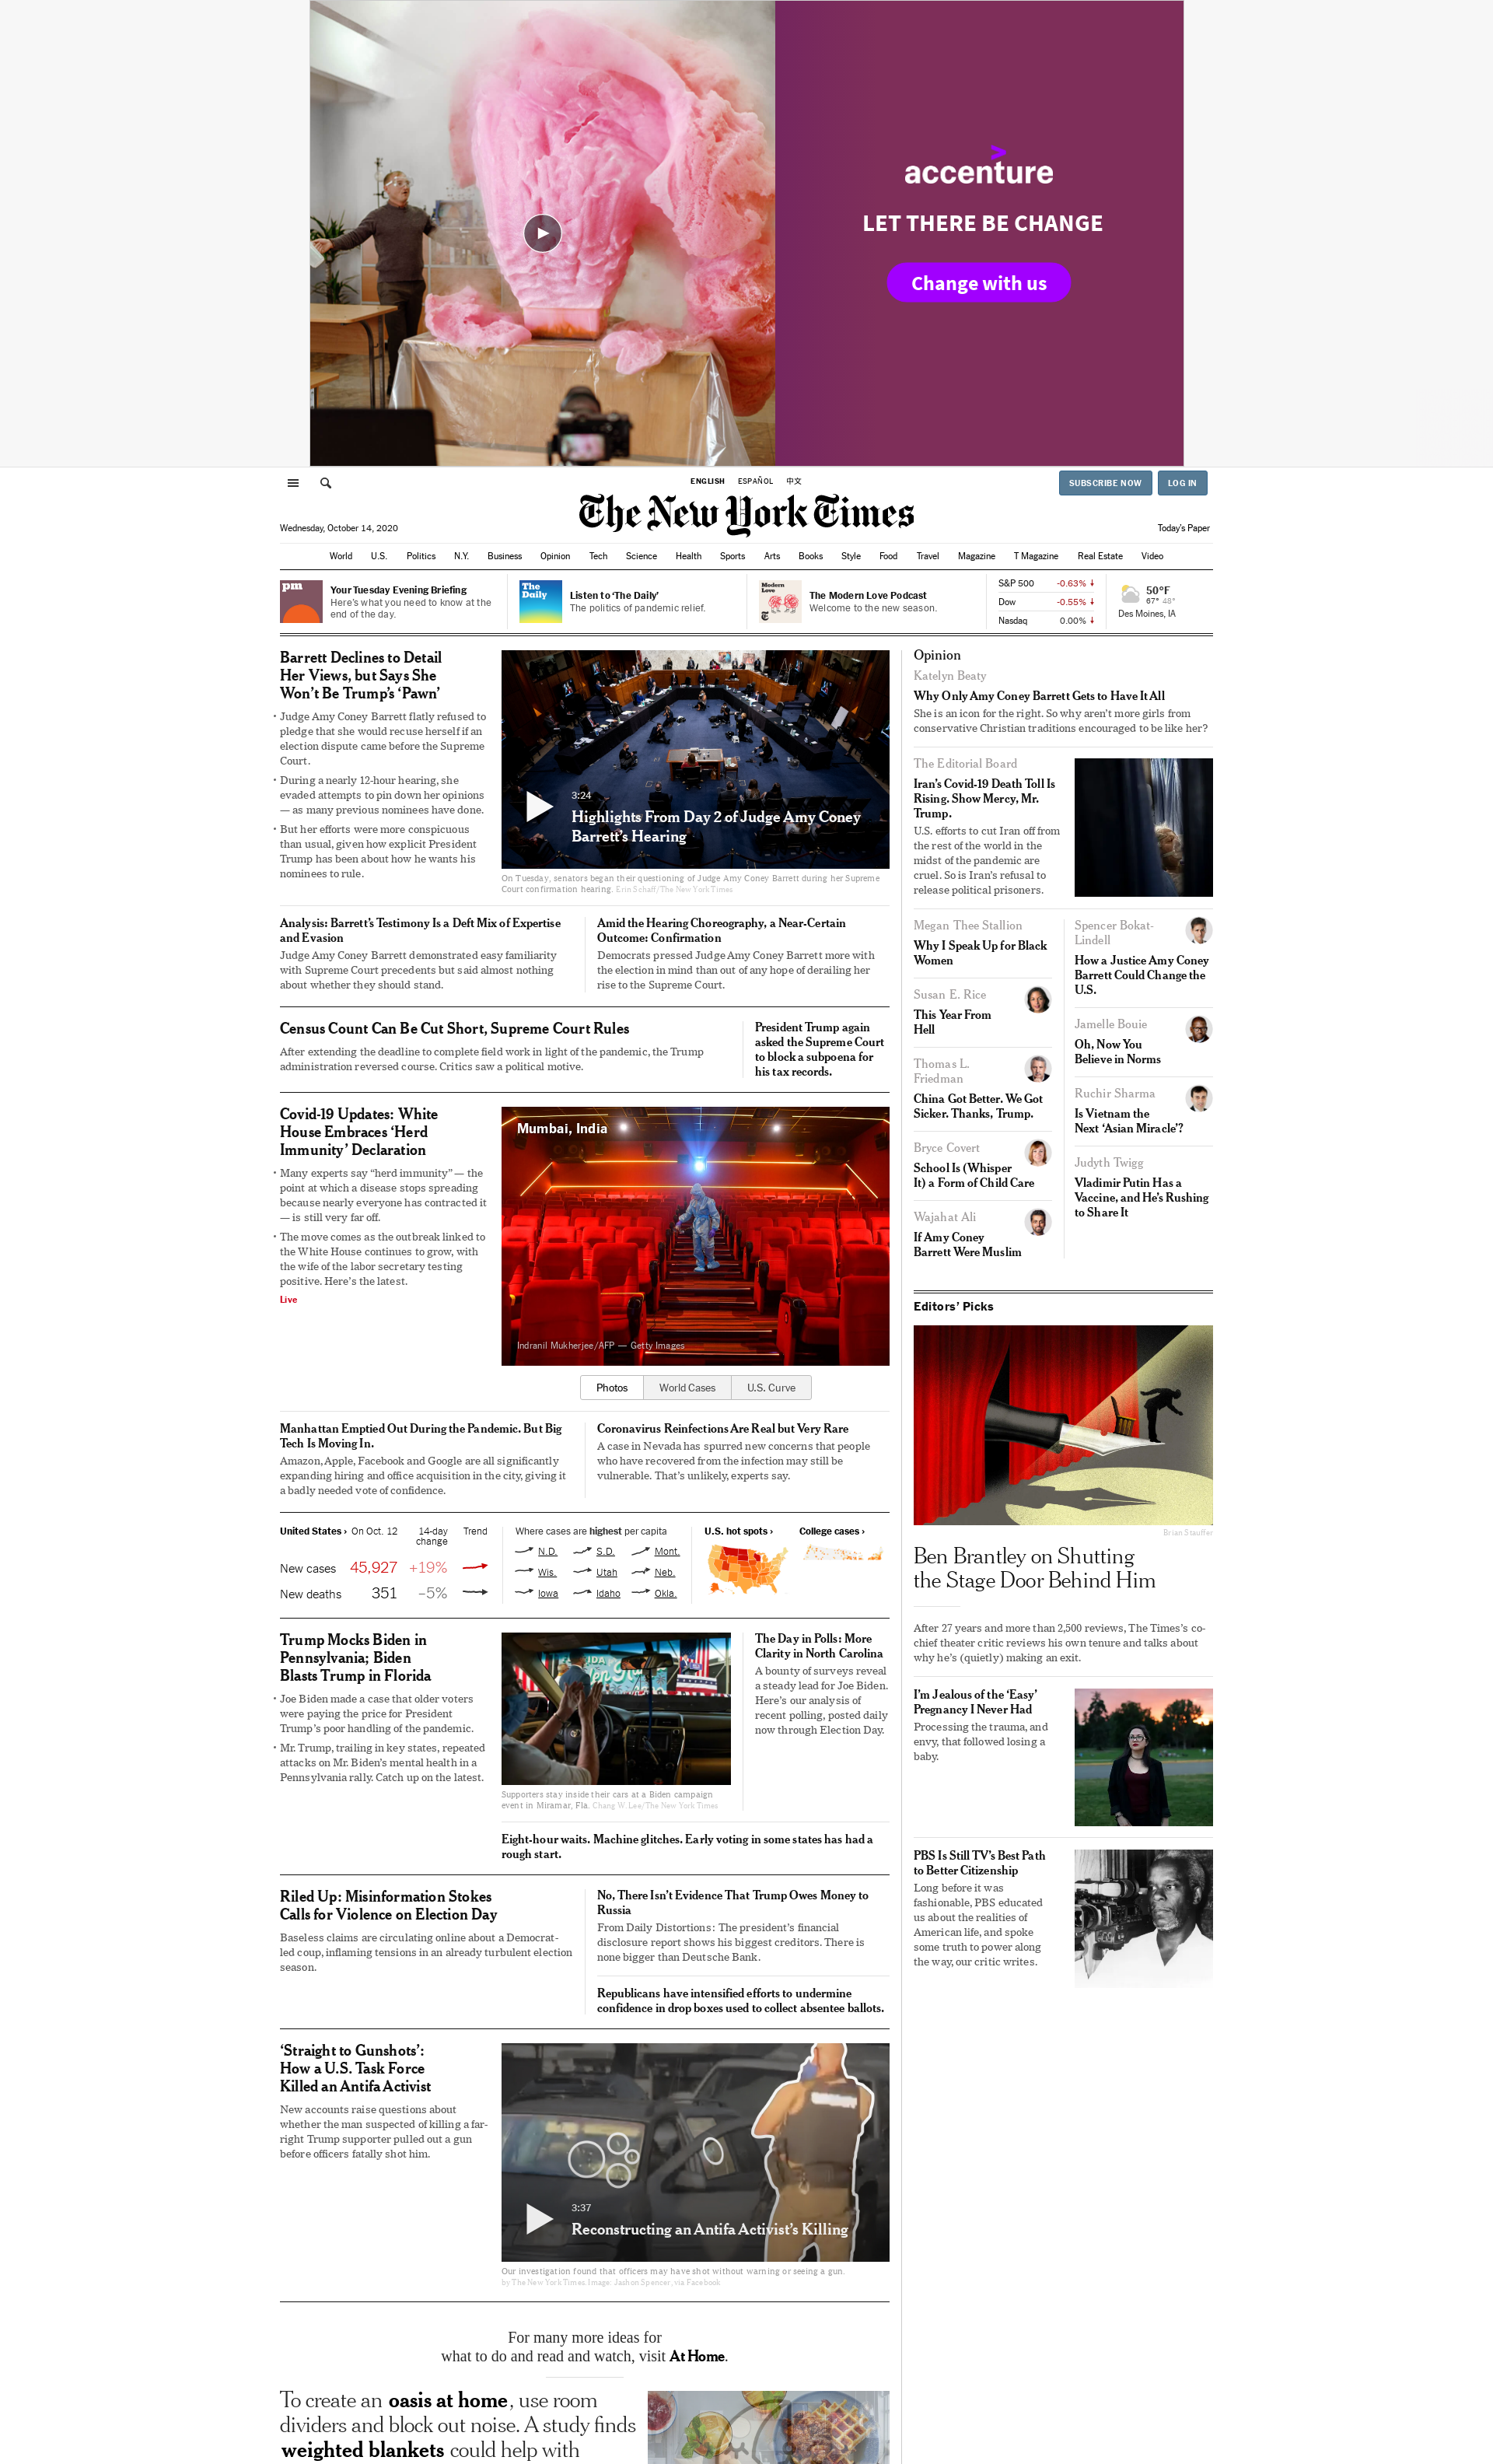 accenture
LET THERE BE CHANGE
Change with us
ENGLISH ESPAÑOL 中文
SUBSCRIBE NOW LOG IN
The New York Times
Wednesday, October 14, 2020
Today's Paper
World U.S. Politics N.Y. Business Opinion Tech Science Health Sports Arts Books Style Food Travel Magazine T Magazine Real Estate Video
pm
Your Tuesday Evening Briefing
Here's what you need to know at the
end of the day.
The
Daily
Listen to 'The Daily'
The politics of pandemic relief.
Modern
Love
The Modern Love Podcast
Welcome to the new season.
S&P 500 -0.63%
Dow -0.55%
Nasdaq 0.00%
50°F
67° 48°
Des Moines, IA
Barrett Declines to Detail
Her Views, but Says She
Won't Be Trump's 'Pawn'
• Judge Amy Coney Barrett flatly refused to
pledge that she would recuse herself if an
election dispute came before the Supreme
Court.
• During a nearly 12-hour hearing, she
evaded attempts to pin down her opinions
— as many previous nominees have done.
• But her efforts were more conspicuous
than usual, given how explicit President
Trump has been about how he wants his
nominees to rule.
3:24
Highlights From Day 2 of Judge Amy Coney
Barrett's Hearing
On Tuesday, senators began their questioning of Judge Amy Coney Barrett during her Supreme
Court confirmation hearing. Erin Schaff/The New York Times
Analysis: Barrett's Testimony Is a Deft Mix of Expertise
and Evasion
Judge Amy Coney Barrett demonstrated easy familiarity
with Supreme Court precedents but said almost nothing
about whether they should stand.
Amid the Hearing Choreography, a Near-Certain
Outcome: Confirmation
Democrats pressed Judge Amy Coney Barrett more with
the election in mind than out of any hope of derailing her
rise to the Supreme Court.
Census Count Can Be Cut Short, Supreme Court Rules
After extending the deadline to complete field work in light of the pandemic, the Trump
administration reversed course. Critics saw a political motive.
President Trump again
asked the Supreme Court
to block a subpoena for
his tax records.
Covid-19 Updates: White
House Embraces 'Herd
Immunity' Declaration
• Many experts say "herd immunity" — the
point at which a disease stops spreading
because nearly everyone has contracted it
— is still very far off.
• The move comes as the outbreak linked to
the White House continues to grow, with
the wife of the labor secretary testing
positive. Here's the latest.
Live
Mumbai, India
Indranil Mukherjee/AFP — Getty Images
Photos World Cases U.S. Curve
Manhattan Emptied Out During the Pandemic. But Big
Tech Is Moving In.
Amazon, Apple, Facebook and Google are all significantly
expanding hiring and office acquisition in the city, giving it
a badly needed vote of confidence.
Coronavirus Reinfections Are Real but Very Rare
A case in Nevada has spurred new concerns that people
who have recovered from the infection may still be
vulnerable. That's unlikely, experts say.
United States › On Oct. 12 14-day change Trend
New cases 45,927 +19%
New deaths 351 –5%
Where cases are highest per capita
N.D. S.D. Mont.
Wis. Utah Neb.
Iowa Idaho Okla.
U.S. hot spots › College cases ›
Trump Mocks Biden in
Pennsylvania; Biden
Blasts Trump in Florida
• Joe Biden made a case that older voters
were paying the price for President
Trump's poor handling of the pandemic.
• Mr. Trump, trailing in key states, repeated
attacks on Mr. Biden's mental health in a
Pennsylvania rally. Catch up on the latest.
Supporters stay inside their cars at a Biden campaign
event in Miramar, Fla. Chang W. Lee/The New York Times
The Day in Polls: More
Clarity in North Carolina
A bounty of surveys reveal
a steady lead for Joe Biden.
Here's our analysis of
recent polling, posted daily
now through Election Day.
Eight-hour waits. Machine glitches. Early voting in some states has had a
rough start.
Riled Up: Misinformation Stokes
Calls for Violence on Election Day
Baseless claims are circulating online about a Democrat-
led coup, inflaming tensions in an already turbulent election
season.
No, There Isn't Evidence That Trump Owes Money to
Russia
From Daily Distortions: The president's financial
disclosure report shows his biggest creditors. There is
none bigger than Deutsche Bank.
Republicans have intensified efforts to undermine
confidence in drop boxes used to collect absentee ballots.
'Straight to Gunshots':
How a U.S. Task Force
Killed an Antifa Activist
New accounts raise questions about
whether the man suspected of killing a far-
right Trump supporter pulled out a gun
before officers fatally shot him.
3:37
Reconstructing an Antifa Activist's Killing
Our investigation found that officers may have shot without warning or seeing a gun.
by The New York Times. Image: Jashon Spencer, via Facebook
For many more ideas for
what to do and read and watch, visit At Home.
To create an oasis at home, use room
dividers and block out noise. A study finds
weighted blankets could help with
Opinion
Katelyn Beaty
Why Only Amy Coney Barrett Gets to Have It All
She is an icon for the right. So why aren't more girls from
conservative Christian traditions encouraged to be like her?
The Editorial Board
Iran's Covid-19 Death Toll Is
Rising. Show Mercy, Mr.
Trump.
U.S. efforts to cut Iran off from
the rest of the world in the
midst of the pandemic are
cruel. So is Iran's refusal to
release political prisoners.
Megan Thee Stallion
Why I Speak Up for Black
Women
Susan E. Rice
This Year From
Hell
Thomas L.
Friedman
China Got Better. We Got
Sicker. Thanks, Trump.
Bryce Covert
School Is (Whisper
It) a Form of Child Care
Wajahat Ali
If Amy Coney
Barrett Were Muslim
Spencer Bokat-
Lindell
How a Justice Amy Coney
Barrett Could Change the
U.S.
Jamelle Bouie
Oh, Now You
Believe in Norms
Ruchir Sharma
Is Vietnam the
Next 'Asian Miracle'?
Judyth Twigg
Vladimir Putin Has a
Vaccine, and He's Rushing
to Share It
Editors' Picks
Brian Stauffer
Ben Brantley on Shutting
the Stage Door Behind Him
After 27 years and more than 2,500 reviews, The Times's co-
chief theater critic reviews his own tenure and talks about
why he's (quietly) making an exit.
I'm Jealous of the 'Easy'
Pregnancy I Never Had
Processing the trauma, and
envy, that followed losing a
baby.
PBS Is Still TV's Best Path
to Better Citizenship
Long before it was
fashionable, PBS educated
us about the realities of
American life, and spoke
some truth to power along
the way, our critic writes.